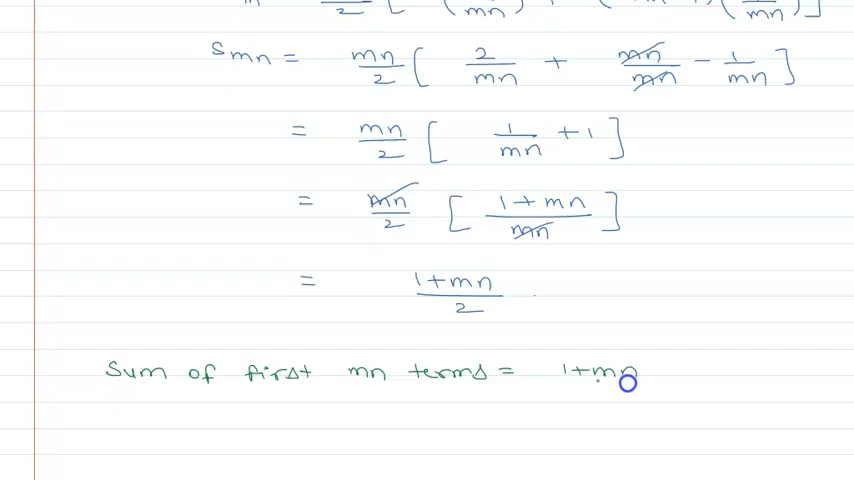 S mn = mn/2 [ 2/mn + mn/mn - 1/mn ]
= mn/2 [ 1/mn + 1 ]
= mn/2 [ 1 + mn / mn ]
= 1 + mn / 2
Sum of first mn terms = 1+mn